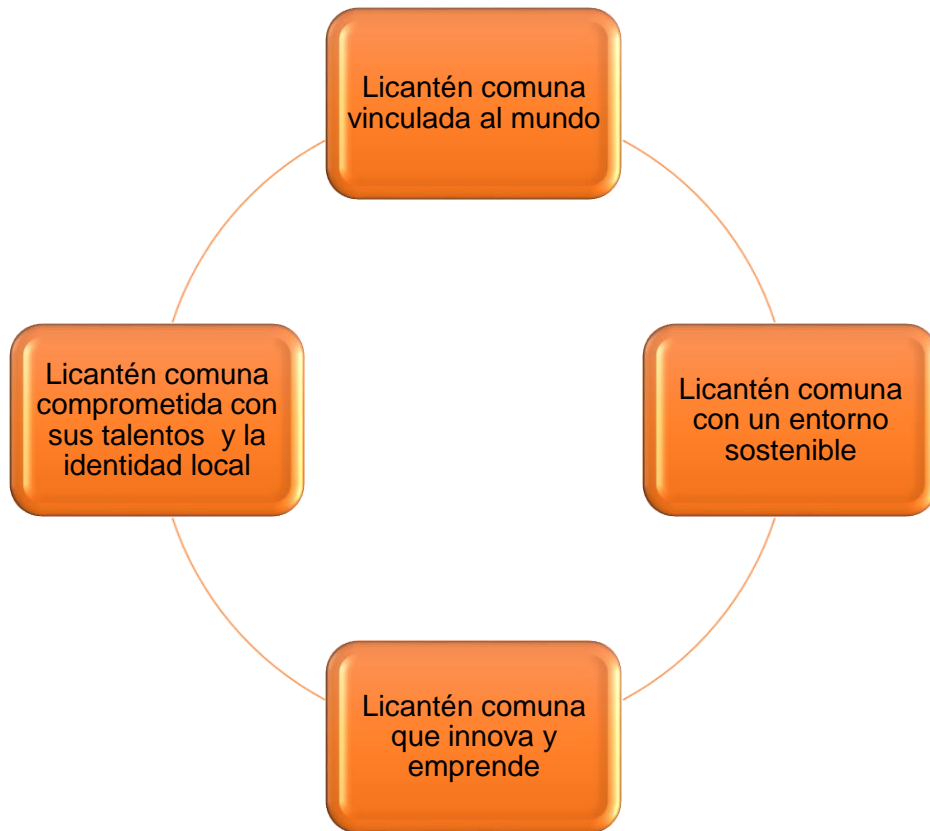 Licantén comuna
vinculada al mundo
Licantén comuna
comprometida con
sus talentos y la
identidad local
Licantén comuna
con un entorno
sostenible
Licantén comuna
que innova y
emprende